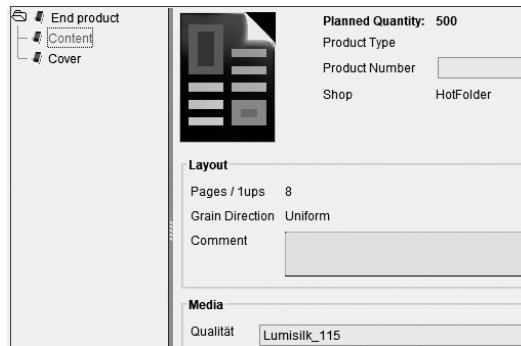 End product
Content
Cover
Planned Quantity: 500
Product Type
Product Number
Shop HotFolder
Layout
Pages / 1ups 8
Grain Direction Uniform
Comment
Media
Qualität Lumisilk_115